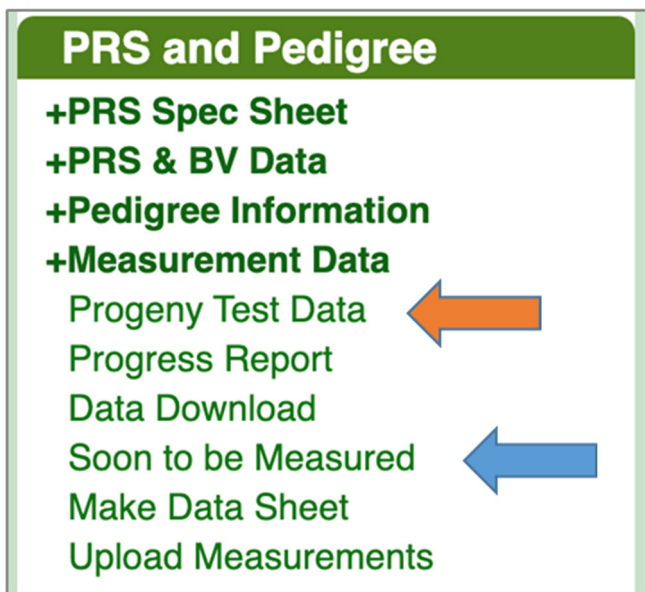 PRS and Pedigree
+PRS Spec Sheet
+PRS & BV Data
+Pedigree Information
+Measurement Data
Progeny Test Data
Progress Report
Data Download
Soon to be Measured
Make Data Sheet
Upload Measurements